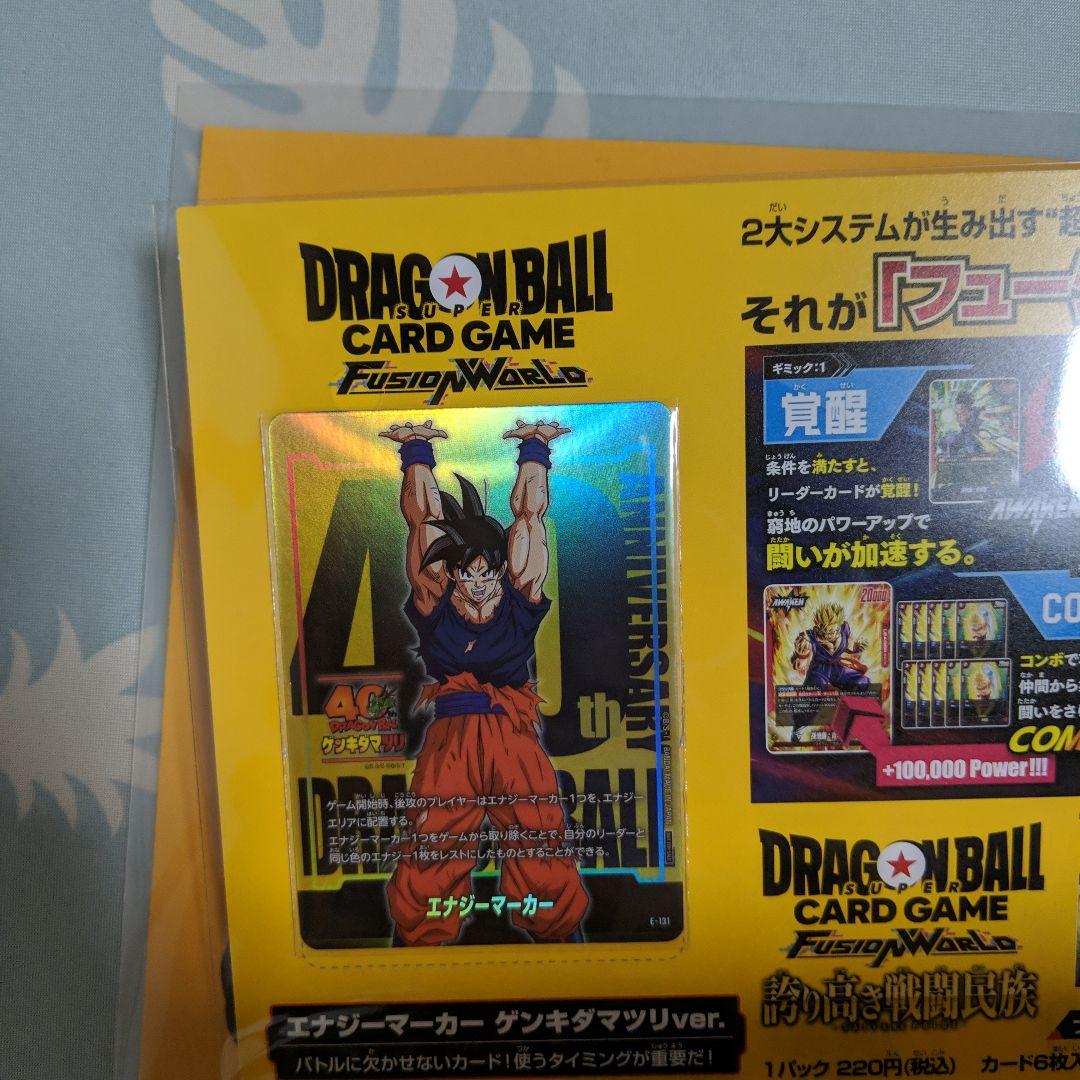 DRAGON BALL
SUPER
CARD GAME
FUSION WORLD
40th
ANNIVERSARY
DRAGON BALL
40
DRAGON BALL
ゲンキダマツリ
ゲーム開始時、後攻のプレイヤーはエナジーマーカー1つを、エナジー
エリアに配置する。
エナジーマーカー1つをゲームから取り除くことで、自分のリーダーと
同じ色のエナジー1枚をレストにしたものとすることができる。
エナジーマーカー
E-131
BANDAI MADE IN JAPAN
エナジーマーカー ゲンキダマツリver.
バトルに欠かせないカード!使うタイミングが重要だ!
2大システムが生み出す"超
それが「フュー
ギミック:1
覚醒
条件を満たすと、
リーダーカードが覚醒!
窮地のパワーアップで
闘いが加速する。
AWAKEN
AWAKEN
20000
CO
コンボで
仲間から
闘いをさ
COM
+100,000 Power!!!
DRAGON BALL
SUPER
CARD GAME
FUSION WORLD
誇り高き戦闘民族
1パック 220円(税込) カード6枚入